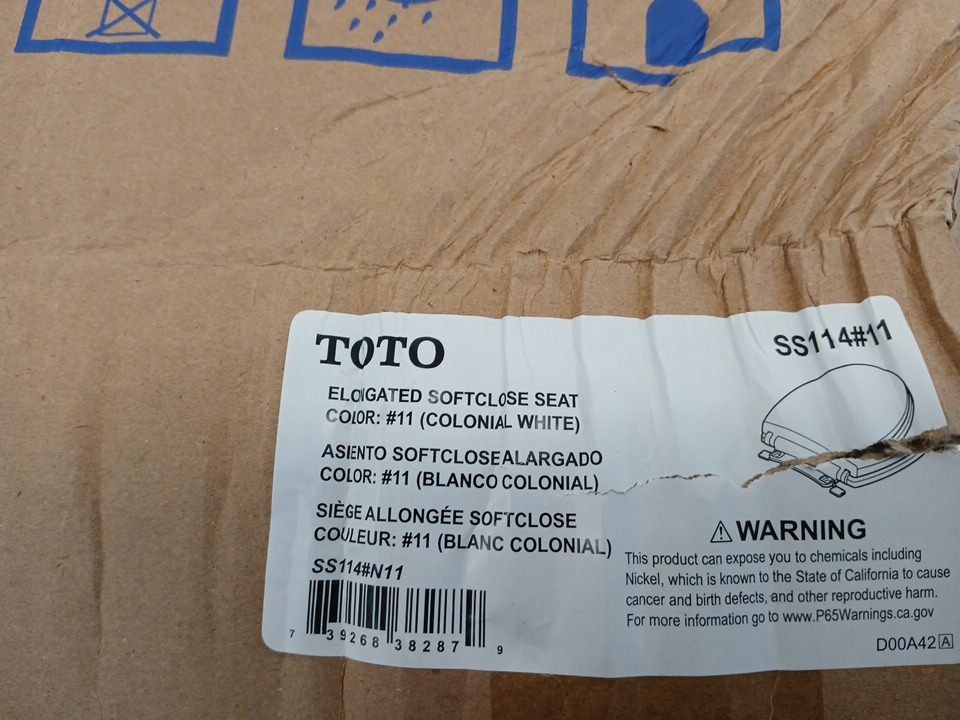 TOTO
SS114#11
ELONGATED SOFTCLOSE SEAT
COLOR: #11 (COLONIAL WHITE)
ASIENTO SOFTCLOSE ALARGADO
COLOR: #11 (BLANCO COLONIAL)
SIÈGE ALLONGÉE SOFTCLOSE
COULEUR: #11 (BLANC COLONIAL)
SS114#N11
7 39268 38287 9
⚠ WARNING
This product can expose you to chemicals including
Nickel, which is known to the State of California to cause
cancer and birth defects, and other reproductive harm.
For more information go to www.P65Warnings.ca.gov
D00A42 A